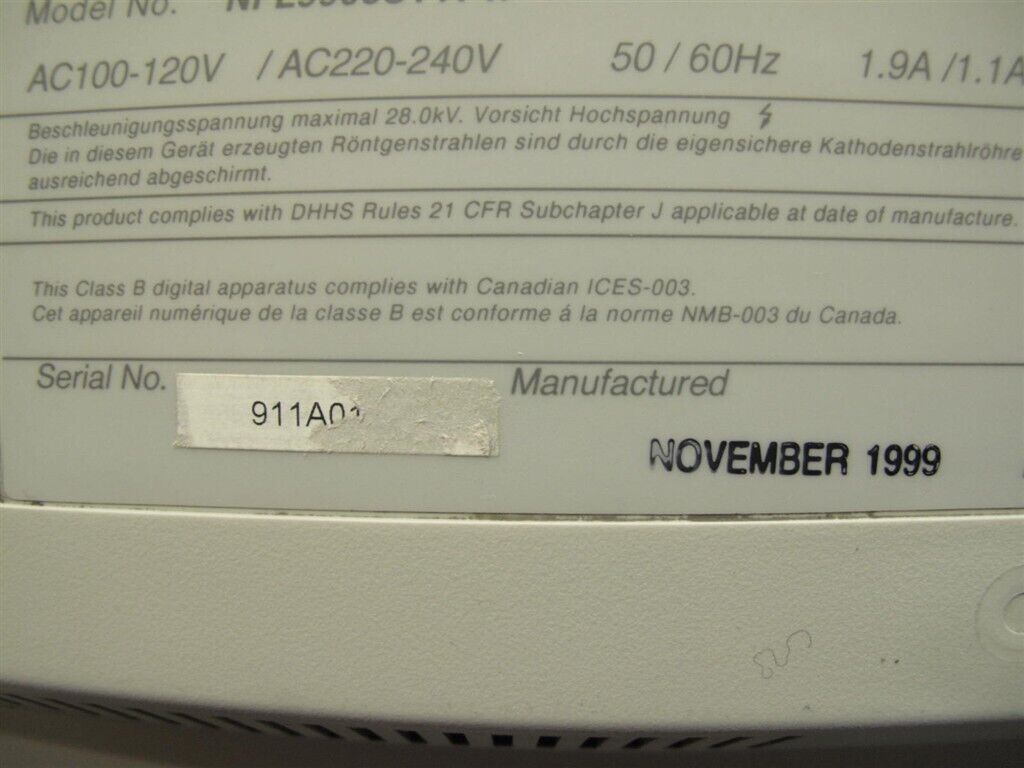 Model No.
AC100-120V / AC220-240V 50 / 60Hz 1.9A /1.1A
Beschleunigungsspannung maximal 28.0kV. Vorsicht Hochspannung
Die in diesem Gerät erzeugten Röntgenstrahlen sind durch die eigensichere Kathodenstrahlröhre
ausreichend abgeschirmt.
This product complies with DHHS Rules 21 CFR Subchapter J applicable at date of manufacture.
This Class B digital apparatus complies with Canadian ICES-003.
Cet appareil numérique de la classe B est conforme á la norme NMB-003 du Canada.
Serial No. Manufactured
911A01
NOVEMBER 1999